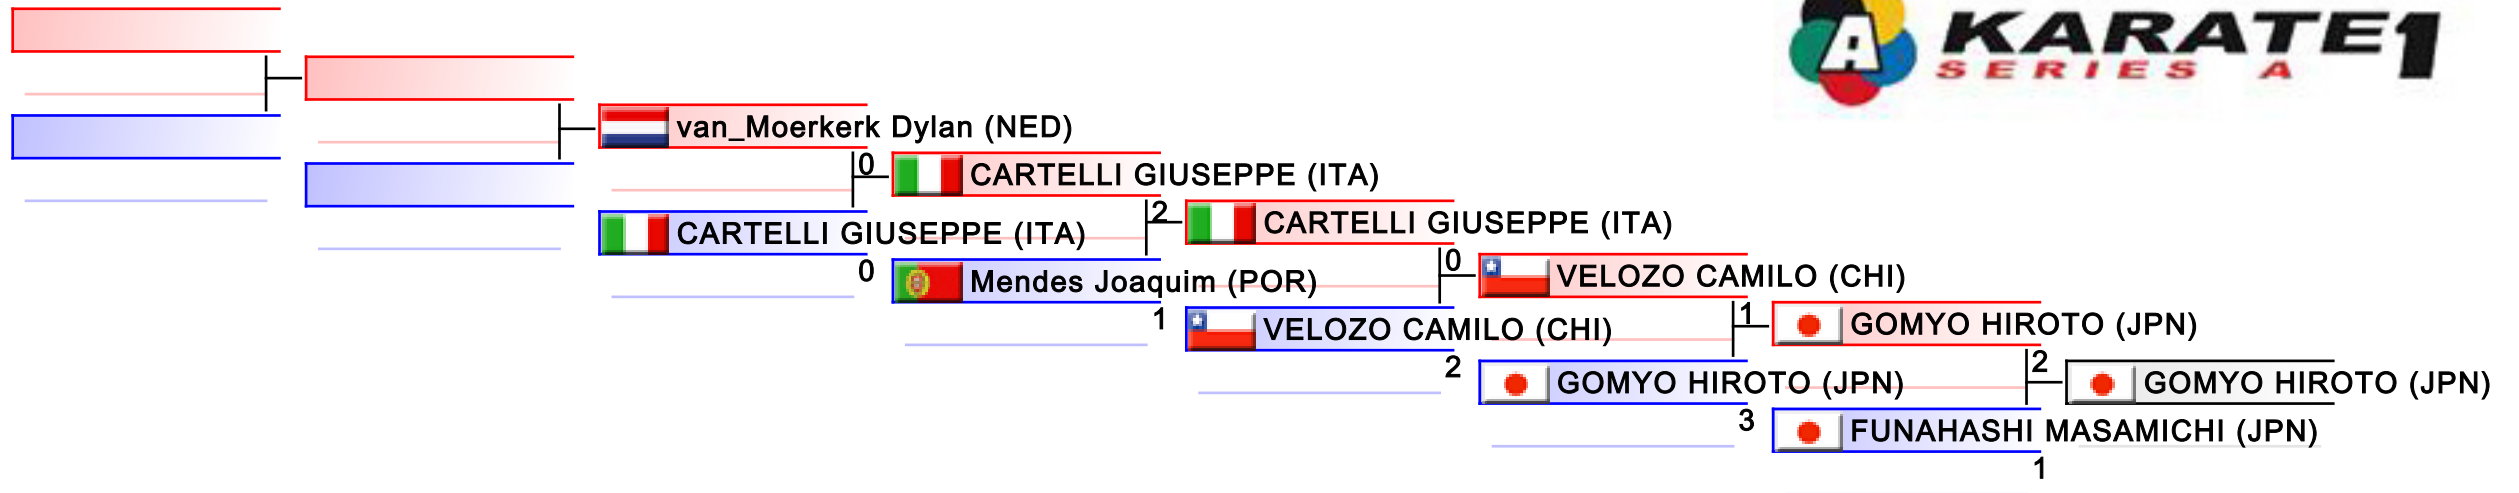 A KARATE1
SERIES A
van_Moerkerk Dylan (NED)
0
CARTELLI GIUSEPPE (ITA)
2
CARTELLI GIUSEPPE (ITA)
CARTELLI GIUSEPPE (ITA)
0
0
Mendes Joaquim (POR)
1
VELOZO CAMILO (CHI)
1
VELOZO CAMILO (CHI)
2
GOMYO HIROTO (JPN)
2
GOMYO HIROTO (JPN)
3
GOMYO HIROTO (JPN)
FUNAHASHI MASAMICHI (JPN)
1